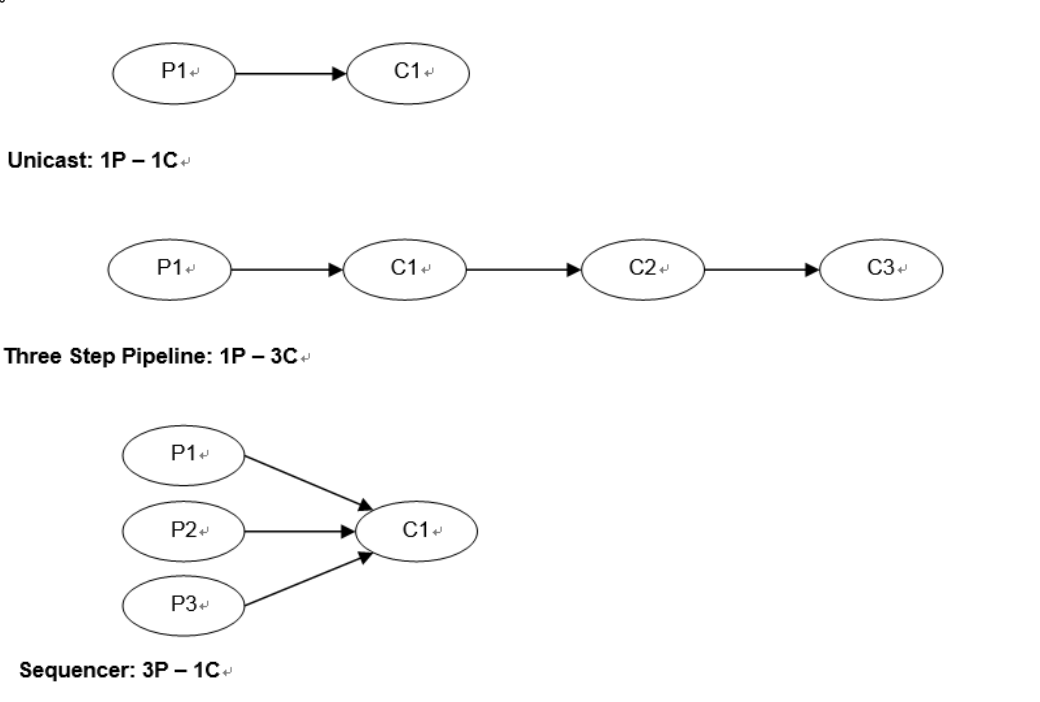 P1 C1
Unicast: 1P – 1C
P1 C1 C2 C3
Three Step Pipeline: 1P – 3C
P1
P2 C1
P3
Sequencer: 3P – 1C